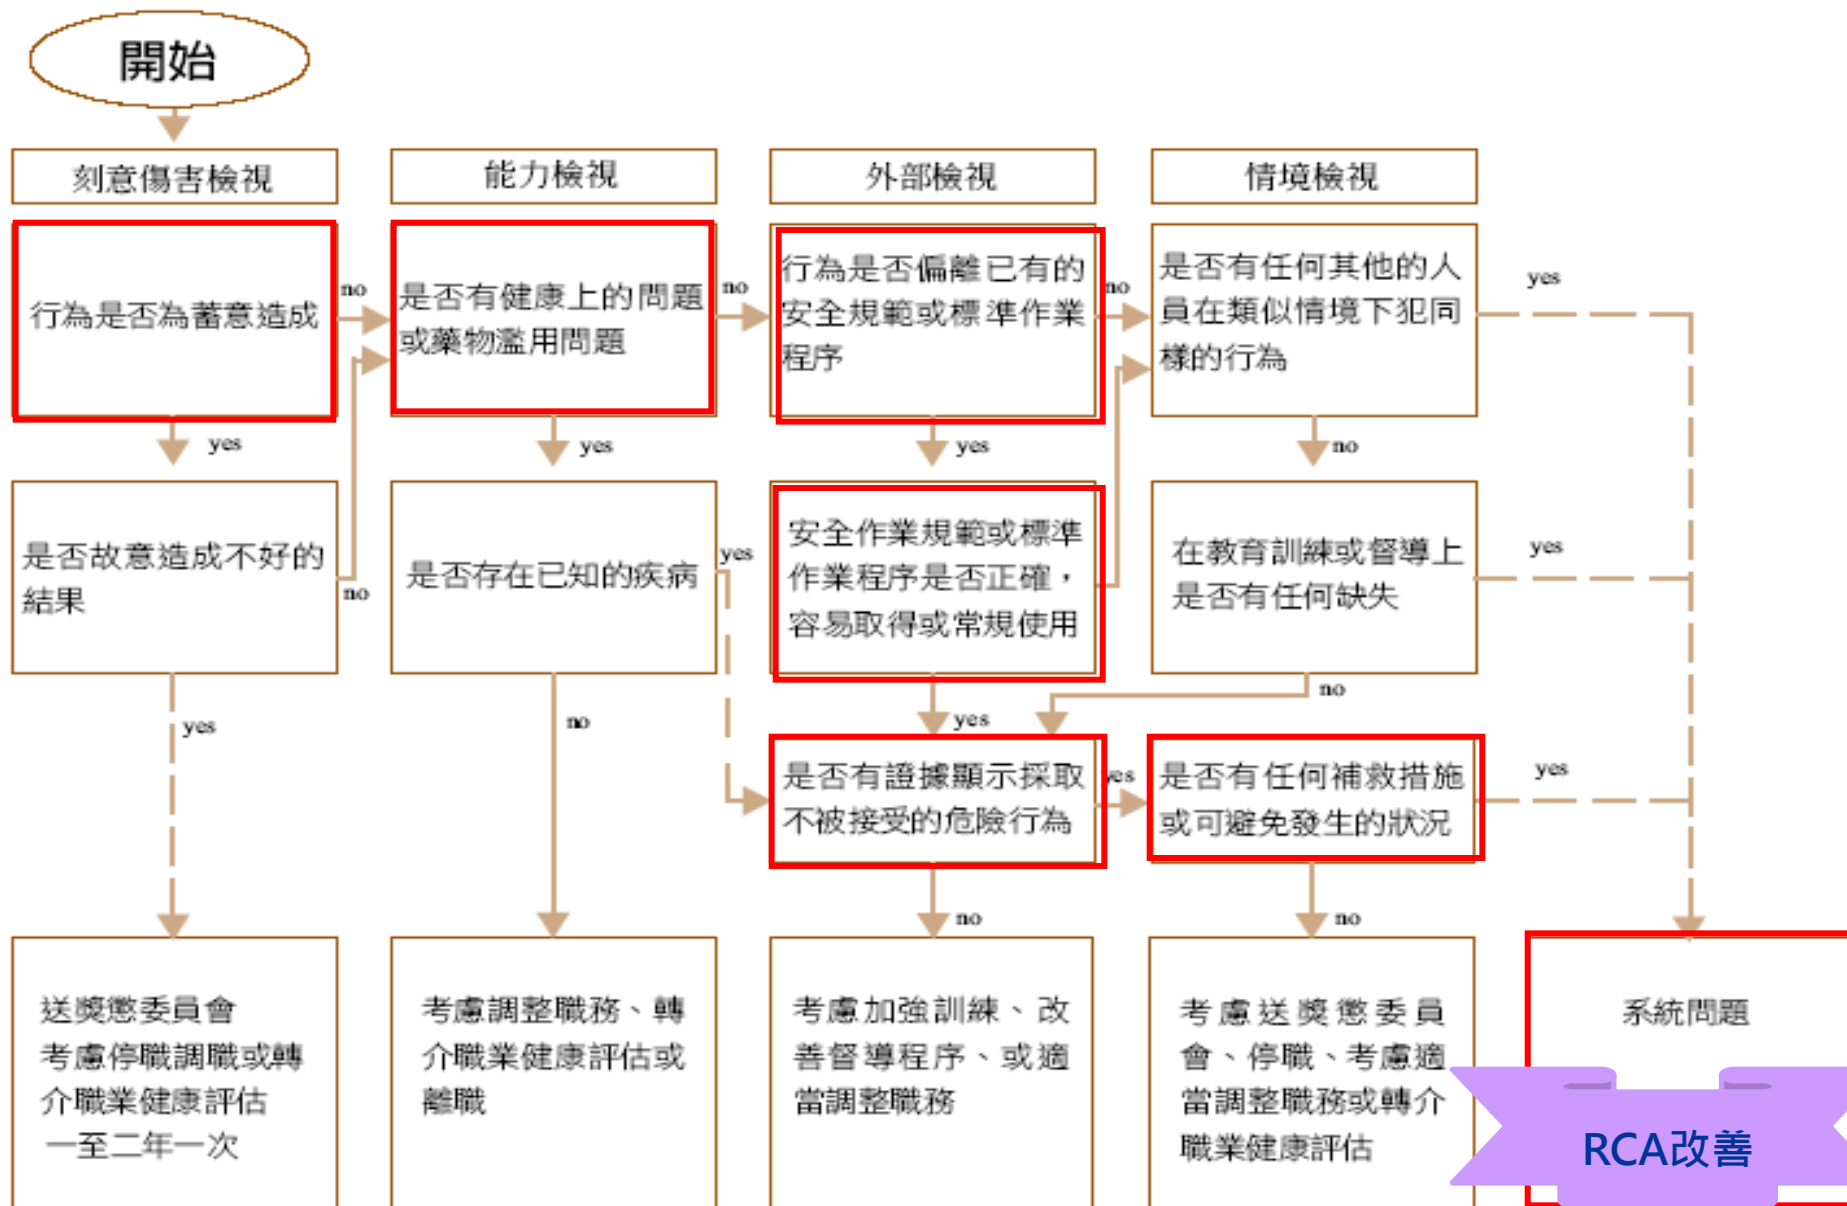 開始
刻意傷害檢視
能力檢視
外部檢視
情境檢視
行為是否為蓄意造成
no
是否有健康上的問題
或藥物濫用問題
no
行為是否偏離已有的
安全規範或標準作業
程序
no
是否有任何其他的人
員在類似情境下犯同
樣的行為
yes
yes
yes
yes
no
是否故意造成不好的
結果
no
是否存在已知的疾病
yes
安全作業規範或標準
作業程序是否正確，
容易取得或常規使用
在教育訓練或督導上
是否有任何缺失
yes
yes
no
yes
no
是否有證據顯示採取
不被接受的危險行為
yes
是否有任何補救措施
或可避免發生的狀況
yes
no
no
送獎懲委員會
考慮停職調職或轉
介職業健康評估
一至二年一次
考慮調整職務、轉
介職業健康評估或
離職
考慮加強訓練、改
善督導程序、或適
當調整職務
考慮送獎懲委員
會、停職、考慮適
當調整職務或轉介
職業健康評估
系統問題
RCA改善